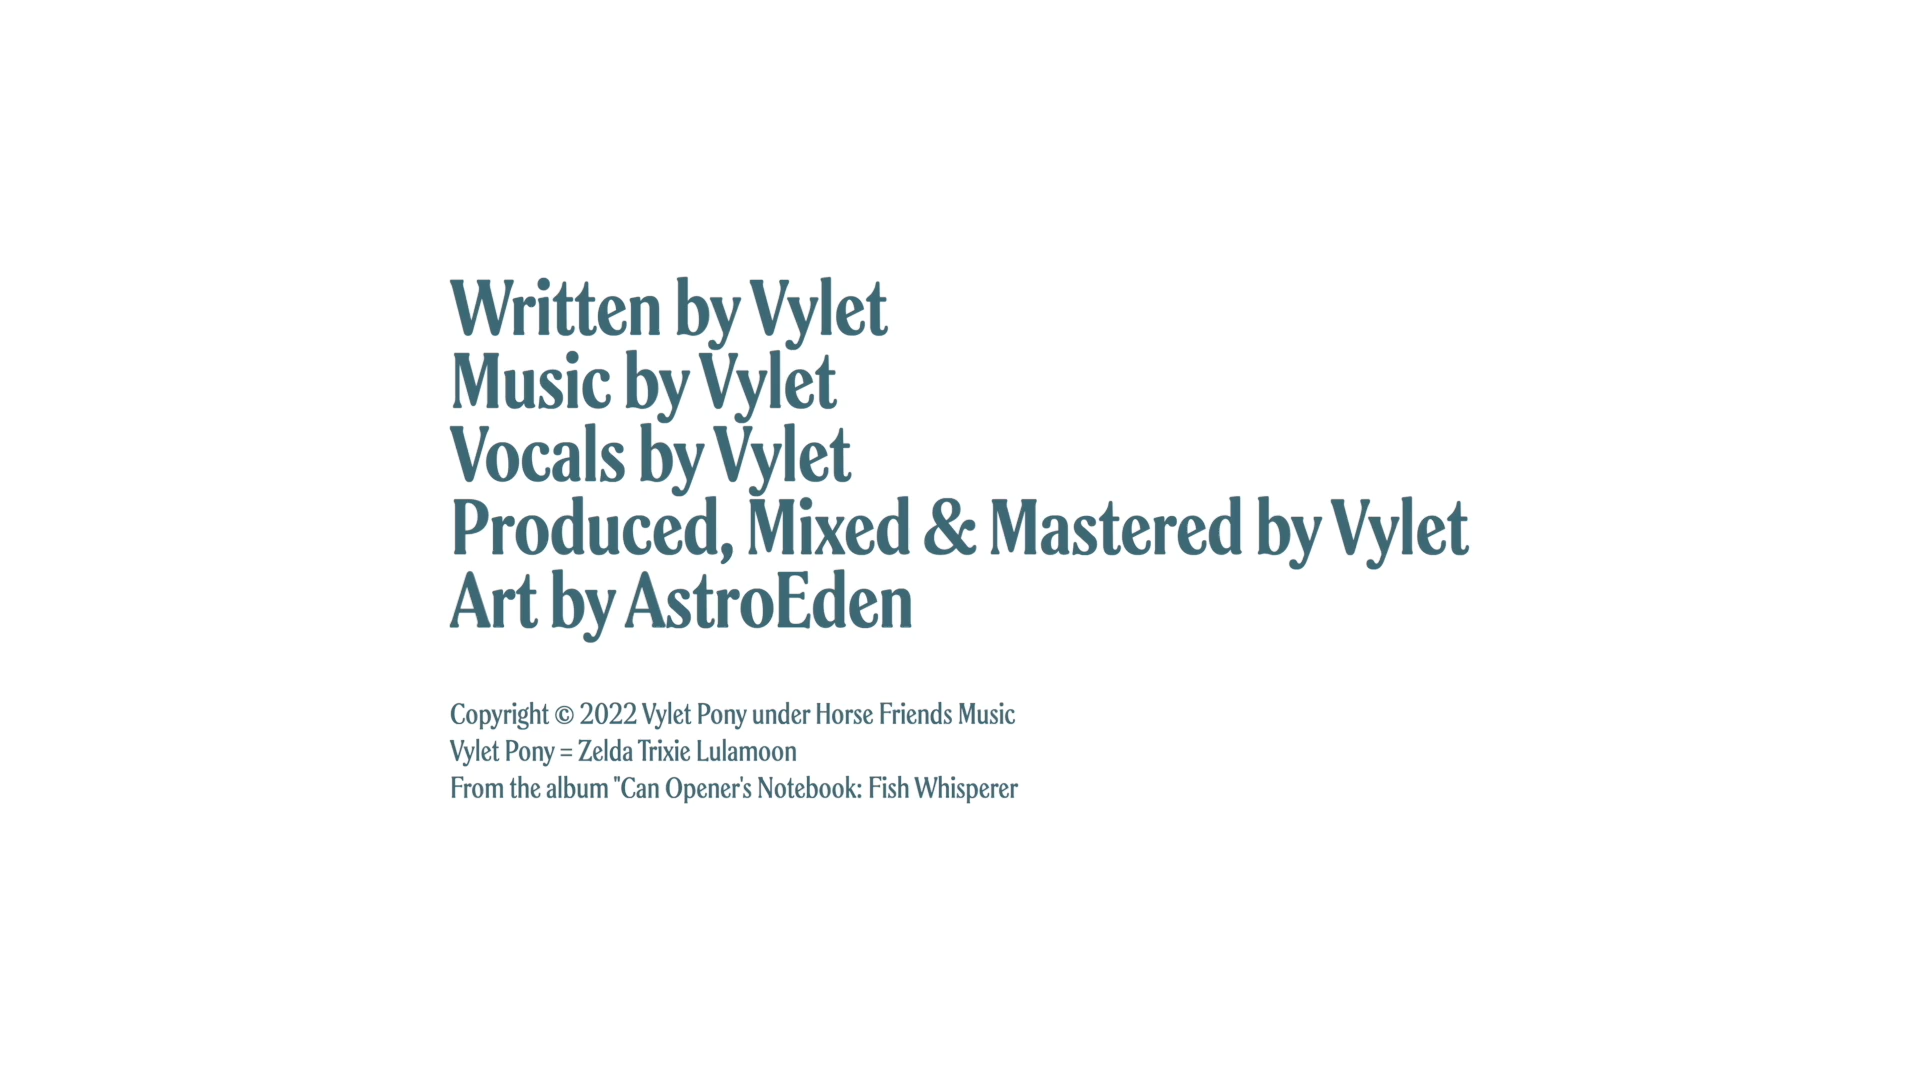 Written by Vylet
Music by Vylet
Vocals by Vylet
Produced, Mixed & Mastered by Vylet
Art by AstroEden
Copyright © 2022 Vylet Pony under Horse Friends Music
Vylet Pony = Zelda Trixie Lulamoon
From the album "Can Opener's Notebook: Fish Whisperer